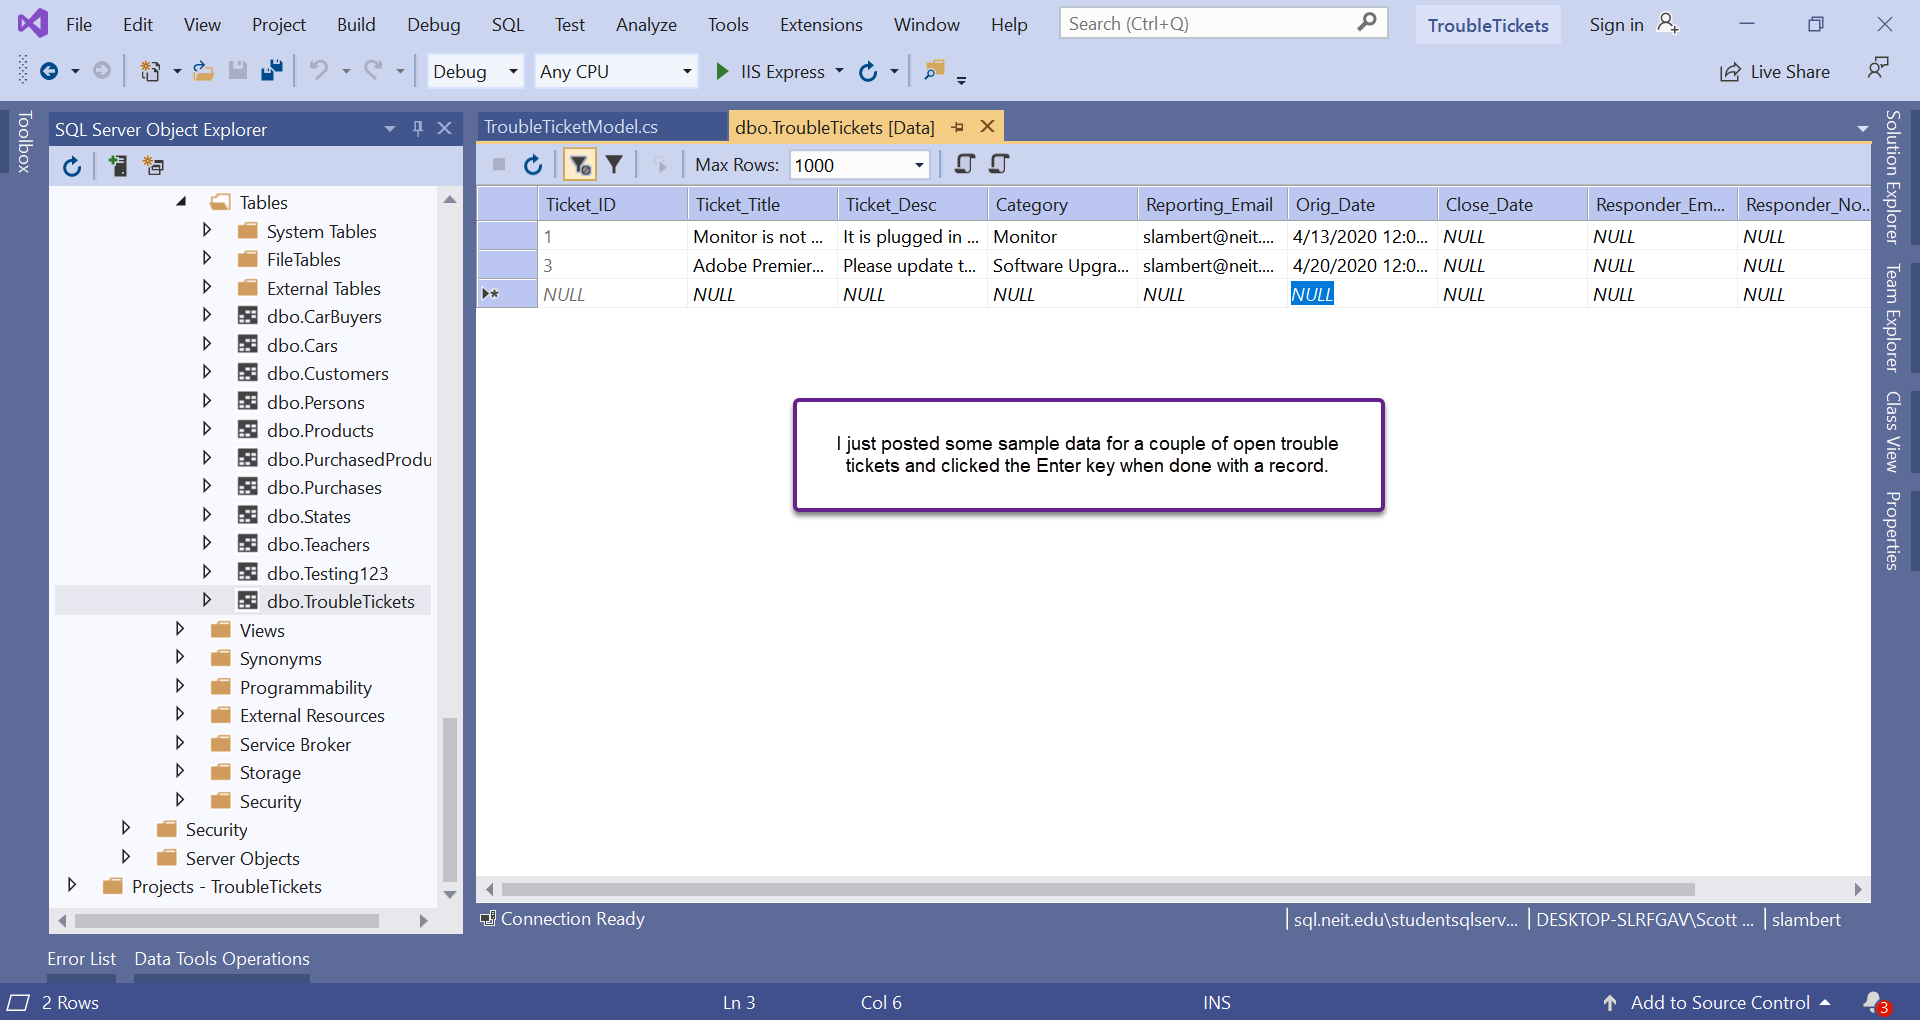 File Edit View Project Build Debug SQL Test Analyze Tools Extensions Window Help Search (Ctrl+Q) TroubleTickets Sign in
Debug Any CPU IIS Express Live Share
Toolbox
SQL Server Object Explorer
Tables
System Tables
FileTables
External Tables
dbo.CarBuyers
dbo.Cars
dbo.Customers
dbo.Persons
dbo.Products
dbo.PurchasedProdu
dbo.Purchases
dbo.States
dbo.Teachers
dbo.Testing123
dbo.TroubleTickets
Views
Synonyms
Programmability
External Resources
Service Broker
Storage
Security
Security
Server Objects
Projects - TroubleTickets
TroubleTicketModel.cs dbo.TroubleTickets [Data]
Max Rows: 1000
Ticket_ID Ticket_Title Ticket_Desc Category Reporting_Email Orig_Date Close_Date Responder_Em... Responder_No...
1 Monitor is not ... It is plugged in ... Monitor slambert@neit.... 4/13/2020 12:0... NULL NULL NULL
3 Adobe Premier... Please update t... Software Upgra... slambert@neit.... 4/20/2020 12:0... NULL NULL NULL
NULL NULL NULL NULL NULL NULL NULL NULL NULL
I just posted some sample data for a couple of open trouble
tickets and clicked the Enter key when done with a record.
Connection Ready sql.neit.edu\studentsqlserv... DESKTOP-SLRFGAV\Scott ... slambert
Solution Explorer
Team Explorer
Class View
Properties
Error List Data Tools Operations
2 Rows Ln 3 Col 6 INS Add to Source Control 3